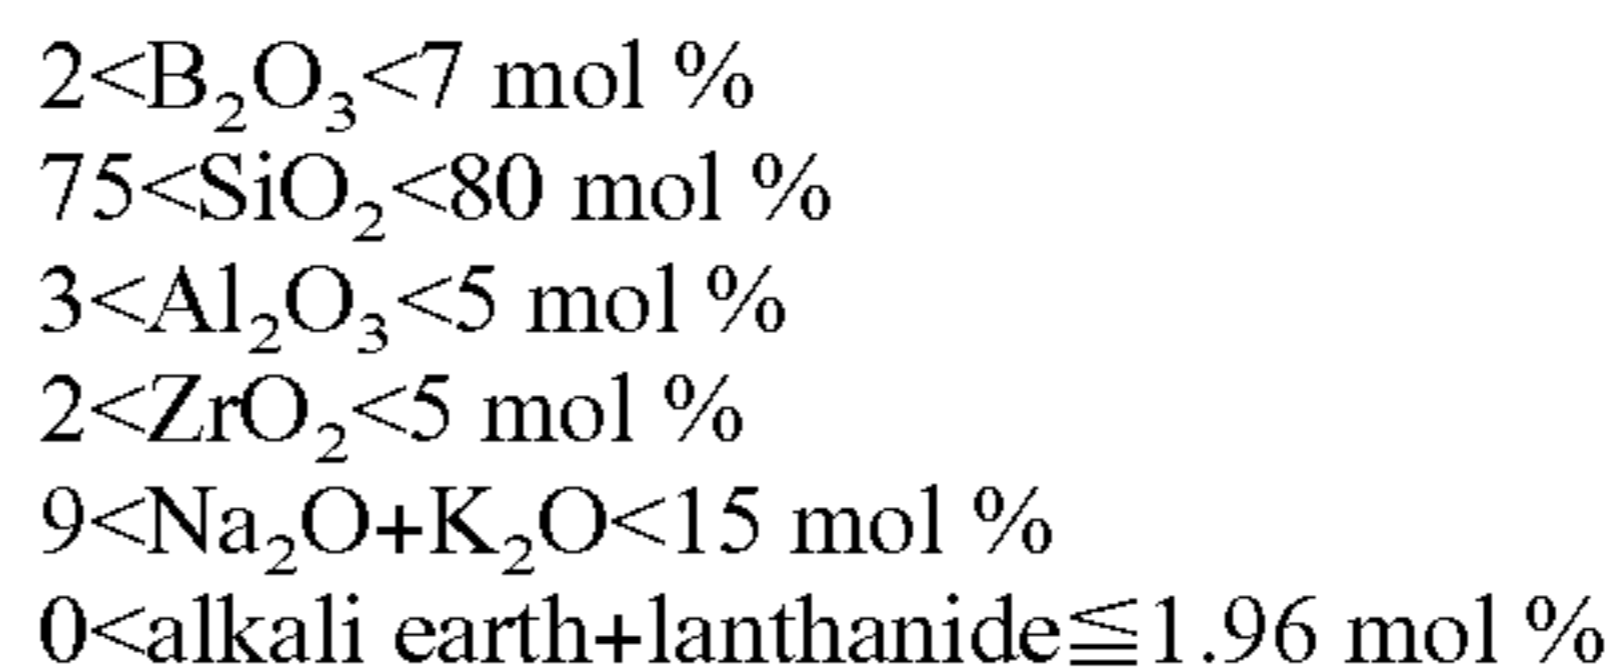 2<B₂O₃<7 mol %
75<SiO₂<80 mol %
3<Al₂O₃<5 mol %
2<ZrO₂<5 mol %
9<Na₂O+K₂O<15 mol %
0<alkali earth+lanthanide≦1.96 mol %